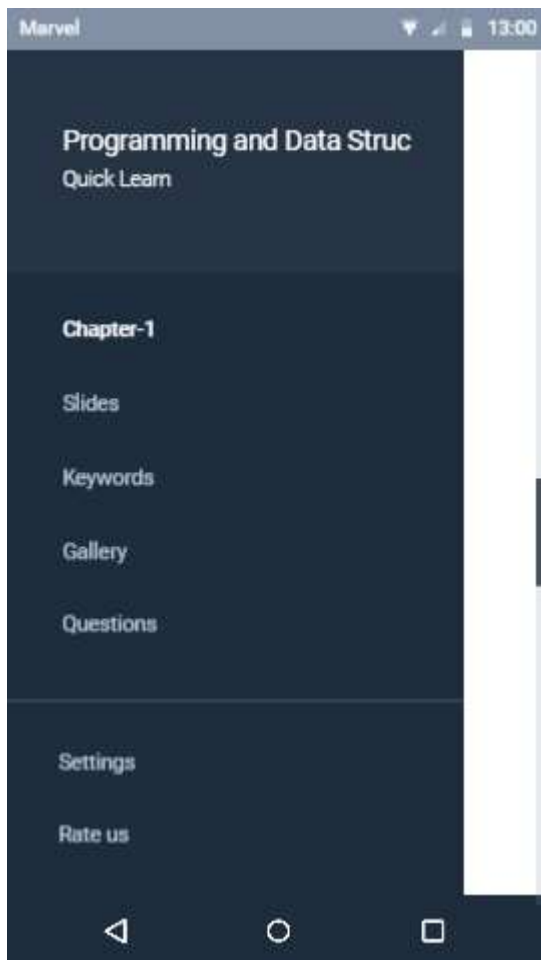 Marvel 13:00
Programming and Data Struc
Quick Learn
Chapter-1
Slides
Keywords
Gallery
Questions
Settings
Rate us